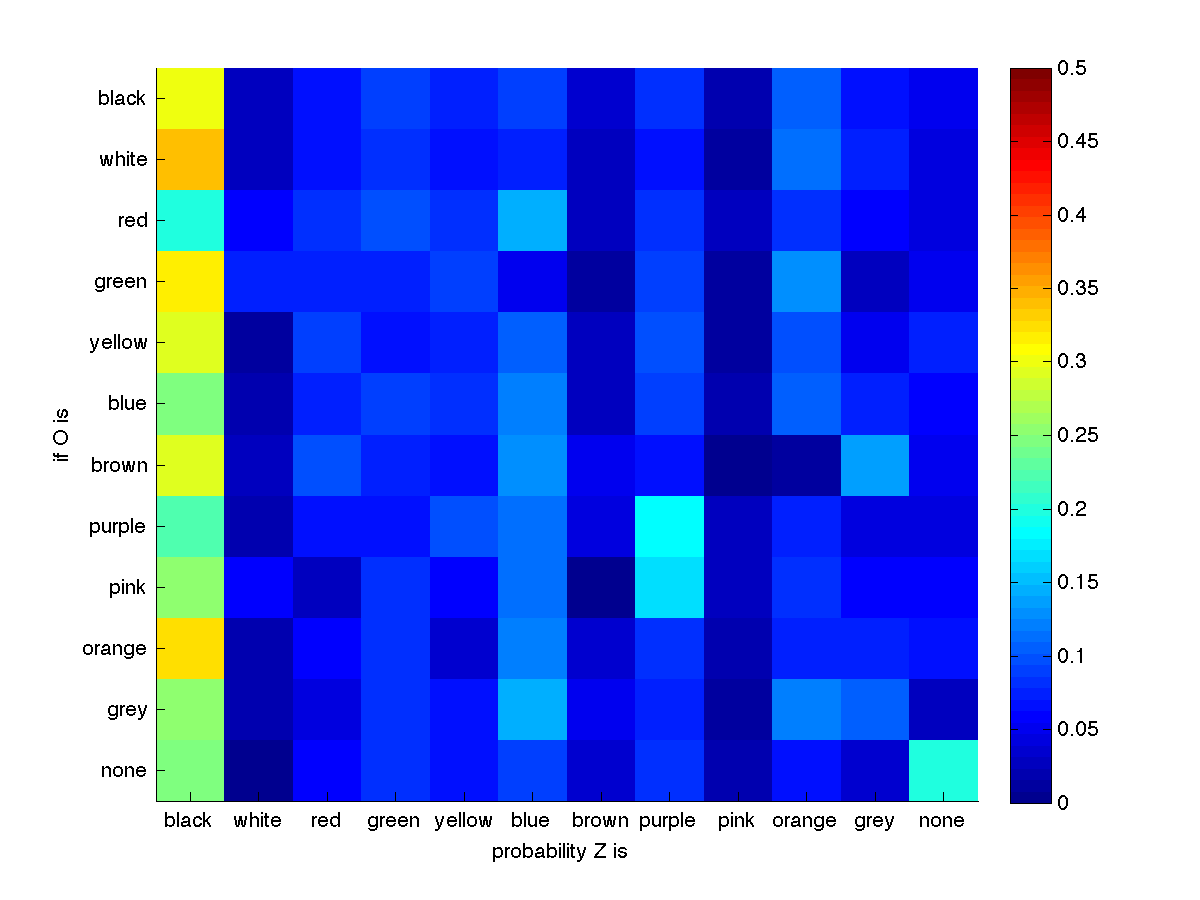 black
white
red
green
yellow
blue
brown
purple
pink
orange
grey
none
if O is
black white red green yellow blue brown purple pink orange grey none
probability Z is
0.5
0.45
0.4
0.35
0.3
0.25
0.2
0.15
0.1
0.05
0